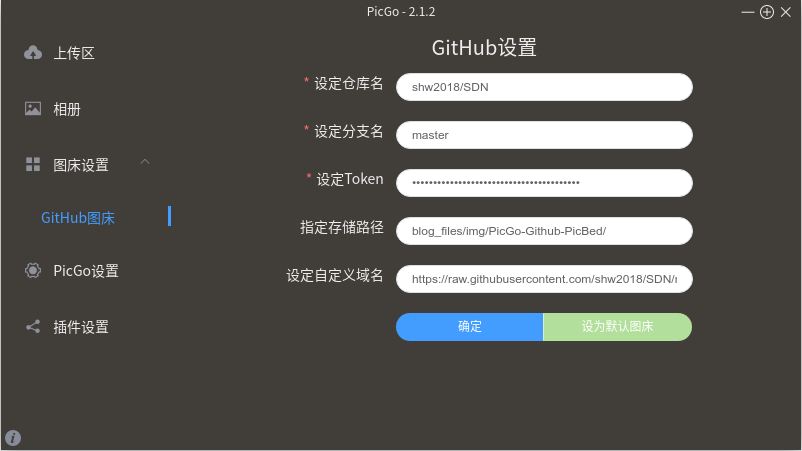 PicGo - 2.1.2
上传区
相册
图床设置
GitHub图床
PicGo设置
插件设置
GitHub设置
* 设定仓库名
shw2018/SDN
* 设定分支名
master
* 设定Token
••••••••••••••••••••••••••••••••••••••••
指定存储路径
blog_files/img/PicGo-Github-PicBed/
设定自定义域名
https://raw.githubusercontent.com/shw2018/SDN/
确定
设为默认图床